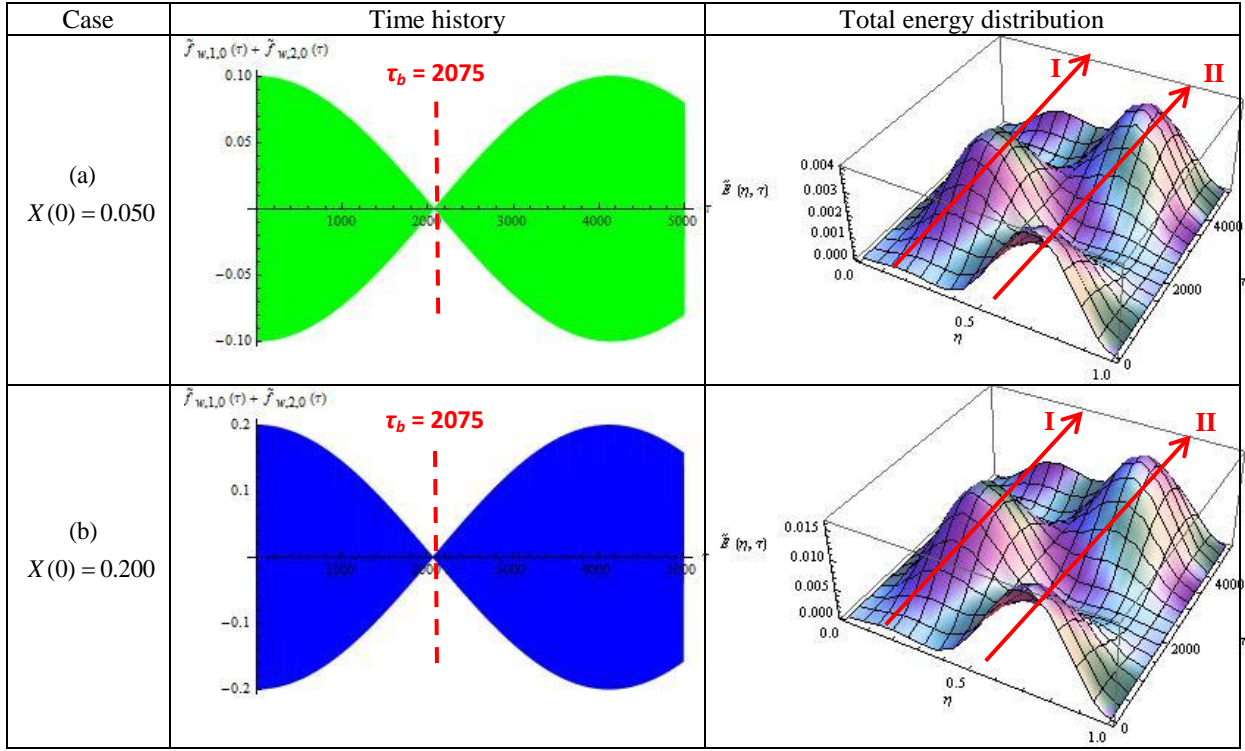 Case Time history Total energy distribution
(a)
X(0) = 0.050
f̃ w,1,0 (τ) + f̃ w,2,0 (τ)
τb = 2075
0.10
0.05
−0.05
−0.10
1000 2000 3000 4000 5000 τ
I
II
0.004
0.003
0.002
0.001
0.000
(η, τ)
0.0
0.5
η
1.0
0
2000
4000
(b)
X(0) = 0.200
f̃ w,1,0 (τ) + f̃ w,2,0 (τ)
τb = 2075
0.2
0.1
−0.1
−0.2
1000 2000 3000 4000 5000 τ
I
II
0.015
0.010
0.005
0.000
(η, τ)
0.0
0.5
η
1.0
0
2000
4000